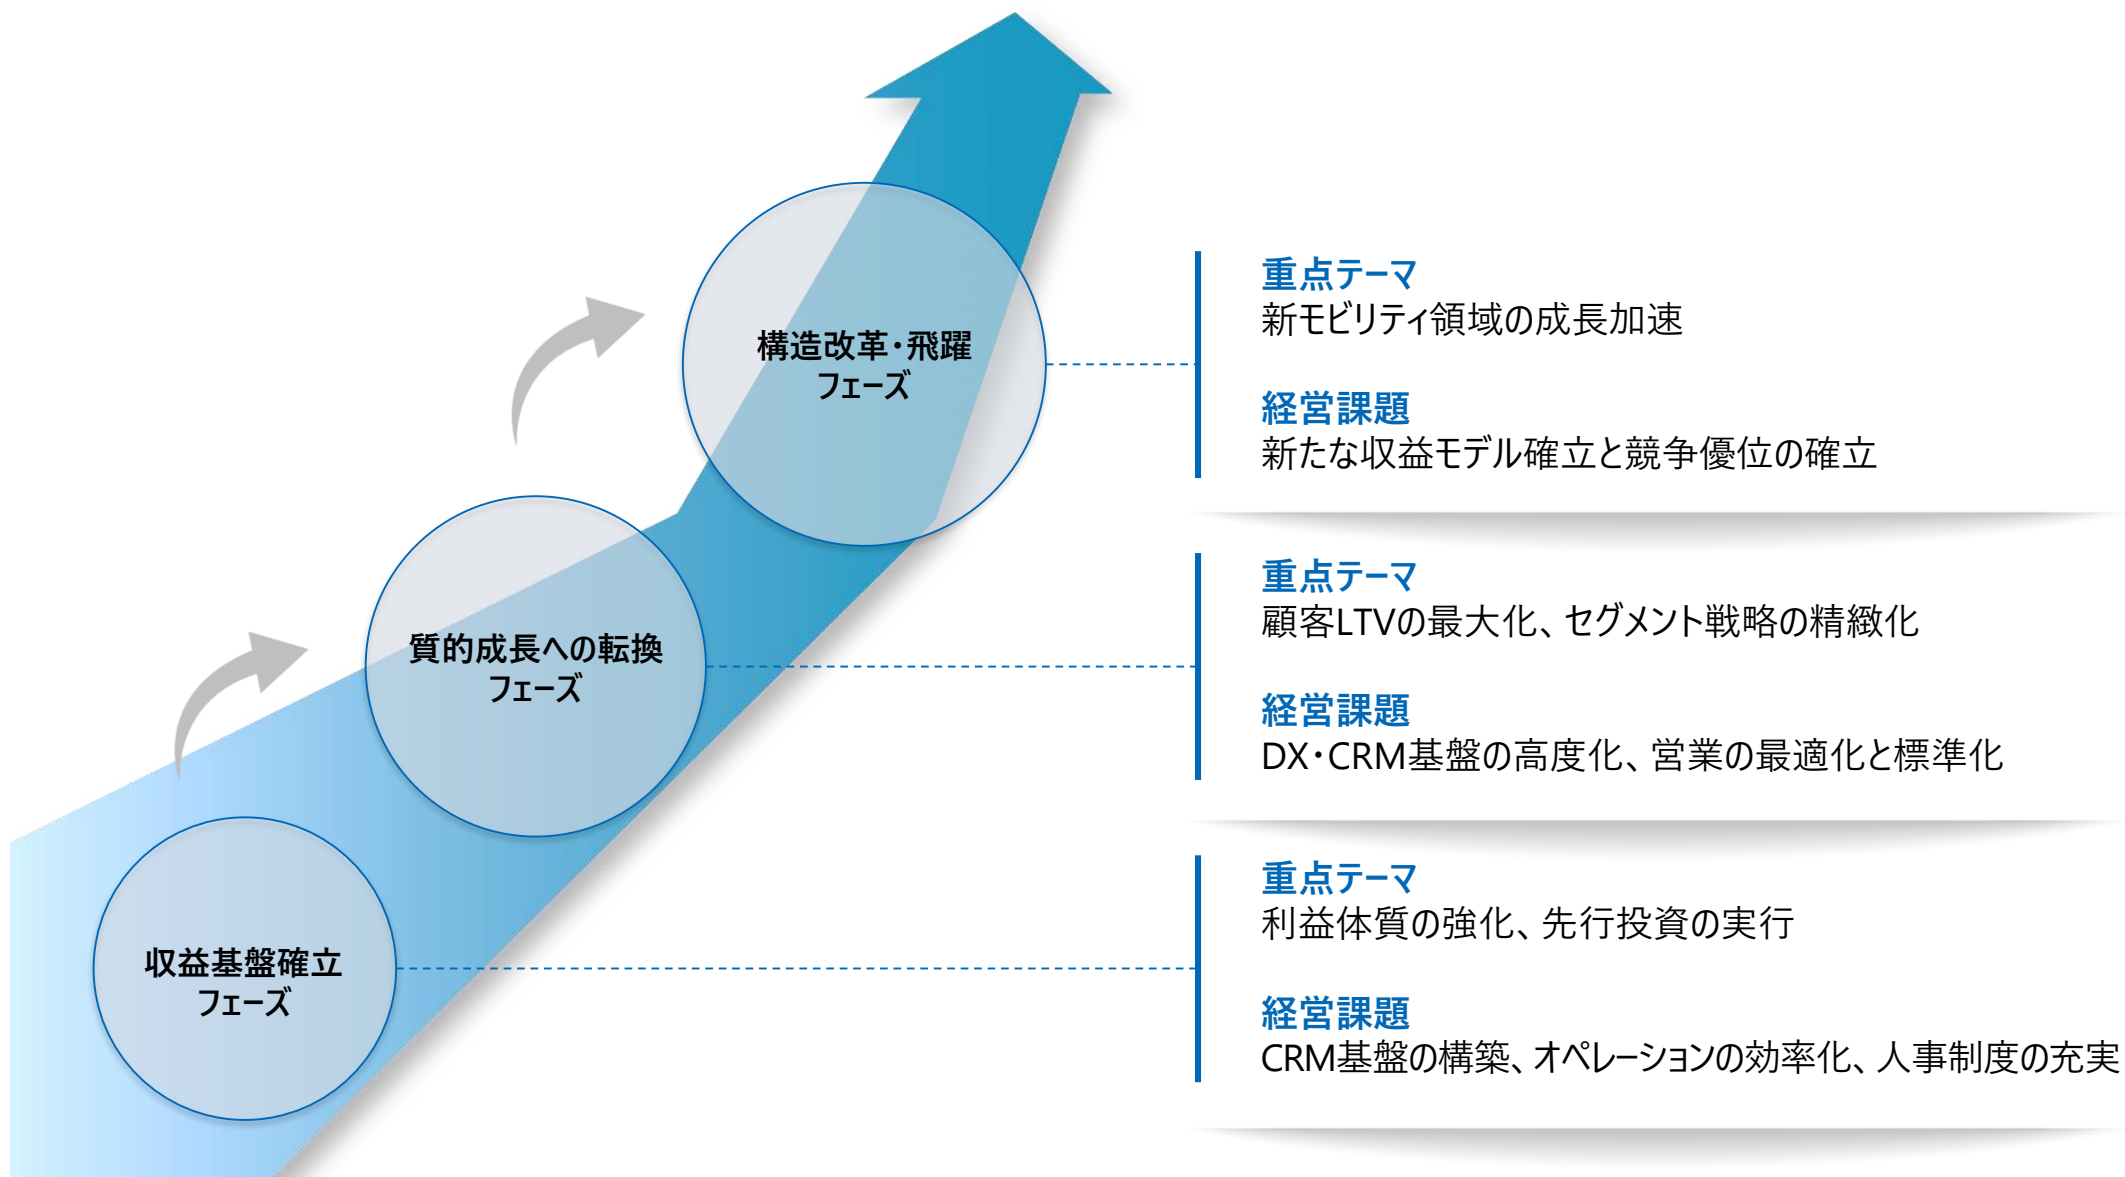 構造改革・飛躍
フェーズ
重点テーマ
新モビリティ領域の成長加速
経営課題
新たな収益モデル確立と競争優位の確立
質的成長への転換
フェーズ
重点テーマ
顧客LTVの最大化、セグメント戦略の精緻化
経営課題
DX・CRM基盤の高度化、営業の最適化と標準化
収益基盤確立
フェーズ
重点テーマ
利益体質の強化、先行投資の実行
経営課題
CRM基盤の構築、オペレーションの効率化、人事制度の充実